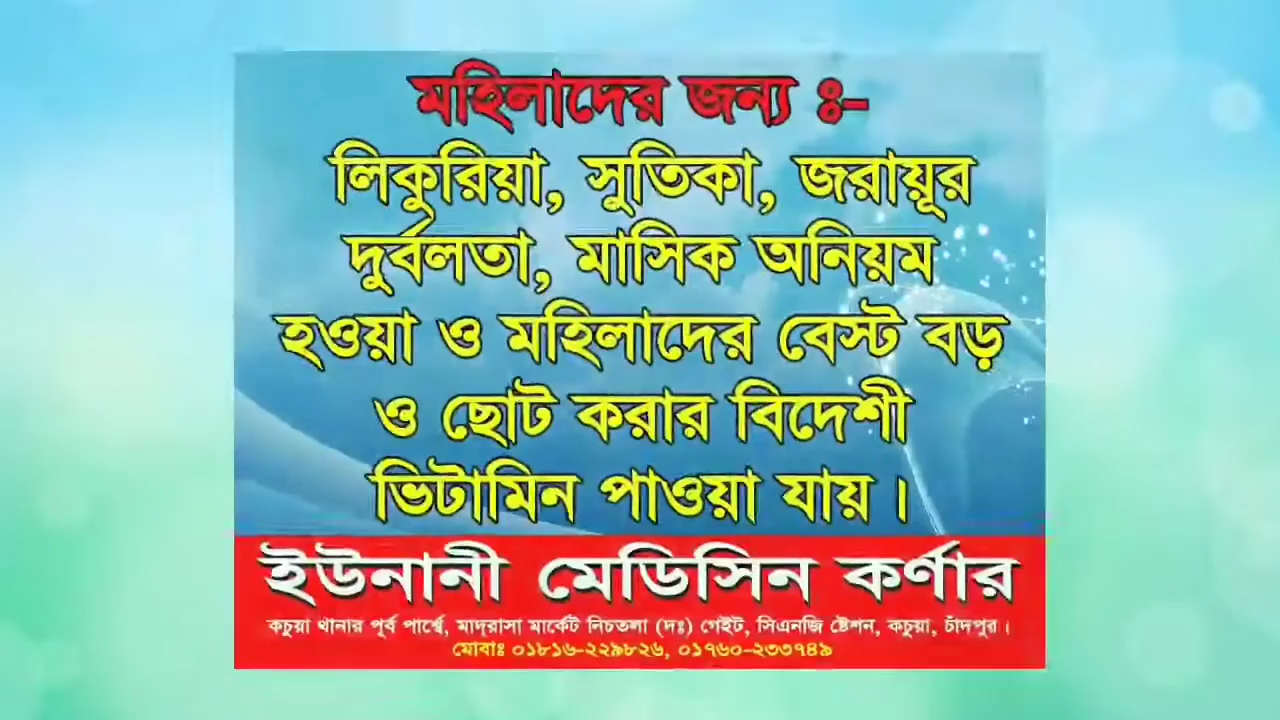 মহিলাদের জন্য ঃ-
লিকুরিয়া, সুতিকা, জরায়ূর
দুর্বলতা, মাসিক অনিয়ম
হওয়া ও মহিলাদের বেস্ট বড়
ও ছোট করার বিদেশী
ভিটামিন পাওয়া যায়।
ইউনানী মেডিসিন কর্ণার
কচুয়া থানার পূর্ব পার্শ্বে, মাদ্রাসা মার্কেট নিচতলা (দঃ) গেইট, সিএনজি ষ্টেশন, কচুয়া, চাঁদপুর।
মোবাঃ ০১৮১৬-২২৯৮২৬, ০১৭৬০-২৩৩৭৪৯